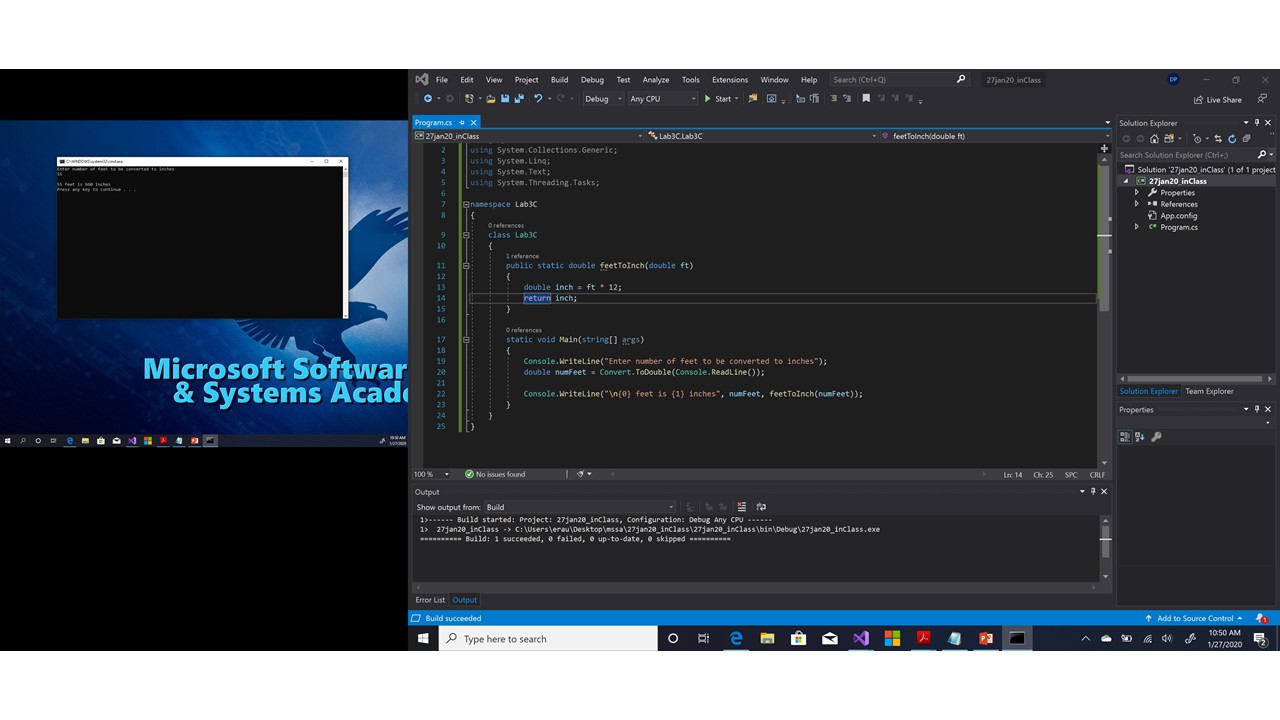 C:\WINDOWS\system32\cmd.exe
Enter number of feet to be converted to inches
55
55 feet is 660 inches
Press any key to continue . . .
Microsoft Softwar
& Systems Acade
10:50 AM
1/27/2020
File Edit View Project Build Debug Test Analyze Tools Extensions Window Help Search (Ctrl+Q) 27jan20_inClass DP
Debug Any CPU Start Live Share
Program.cs
27jan20_inClass Lab3C.Lab3C feetToInch(double ft)
2 using System.Collections.Generic;
3 using System.Linq;
4 using System.Text;
5 using System.Threading.Tasks;
6
7 namespace Lab3C
8 {
0 references
9 class Lab3C
10 {
1 reference
11 public static double feetToInch(double ft)
12 {
13 double inch = ft * 12;
14 return inch;
15 }
16
0 references
17 static void Main(string[] args)
18 {
19 Console.WriteLine("Enter number of feet to be converted to inches");
20 double numFeet = Convert.ToDouble(Console.ReadLine());
21
22 Console.WriteLine("\n{0} feet is {1} inches", numFeet, feetToInch(numFeet));
23 }
24 }
25 }
100 % No issues found Ln: 14 Ch: 25 SPC CRLF
Output
Show output from: Build
1>------ Build started: Project: 27jan20_inClass, Configuration: Debug Any CPU ------
1> 27jan20_inClass -> C:\Users\erau\Desktop\mssa\27jan20_inClass\27jan20_inClass\bin\Debug\27jan20_inClass.exe
========== Build: 1 succeeded, 0 failed, 0 up-to-date, 0 skipped ==========
Error List Output
Build succeeded
Solution Explorer
Search Solution Explorer (Ctrl+;)
Solution '27jan20_inClass' (1 of 1 project
27jan20_inClass
Properties
References
App.config
C# Program.cs
Solution Explorer Team Explorer
Properties
Add to Source Control 1
Type here to search
10:50 AM
1/27/2020
2